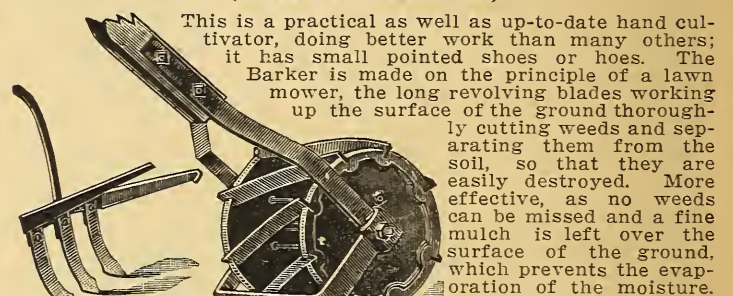 This is a practical as well as up-to-date hand cul-
tivator, doing better work than many others;
it has small pointed shoes or hoes. The
Barker is made on the principle of a lawn
mower, the long revolving blades working
up the surface of the ground thorough-
ly cutting weeds and sep-
arating them from the
soil, so that they are
easily destroyed. More
effective, as no weeds
can be missed and a fine
mulch is left over the
surface of the ground,
which prevents the evap-
oration of the moisture.